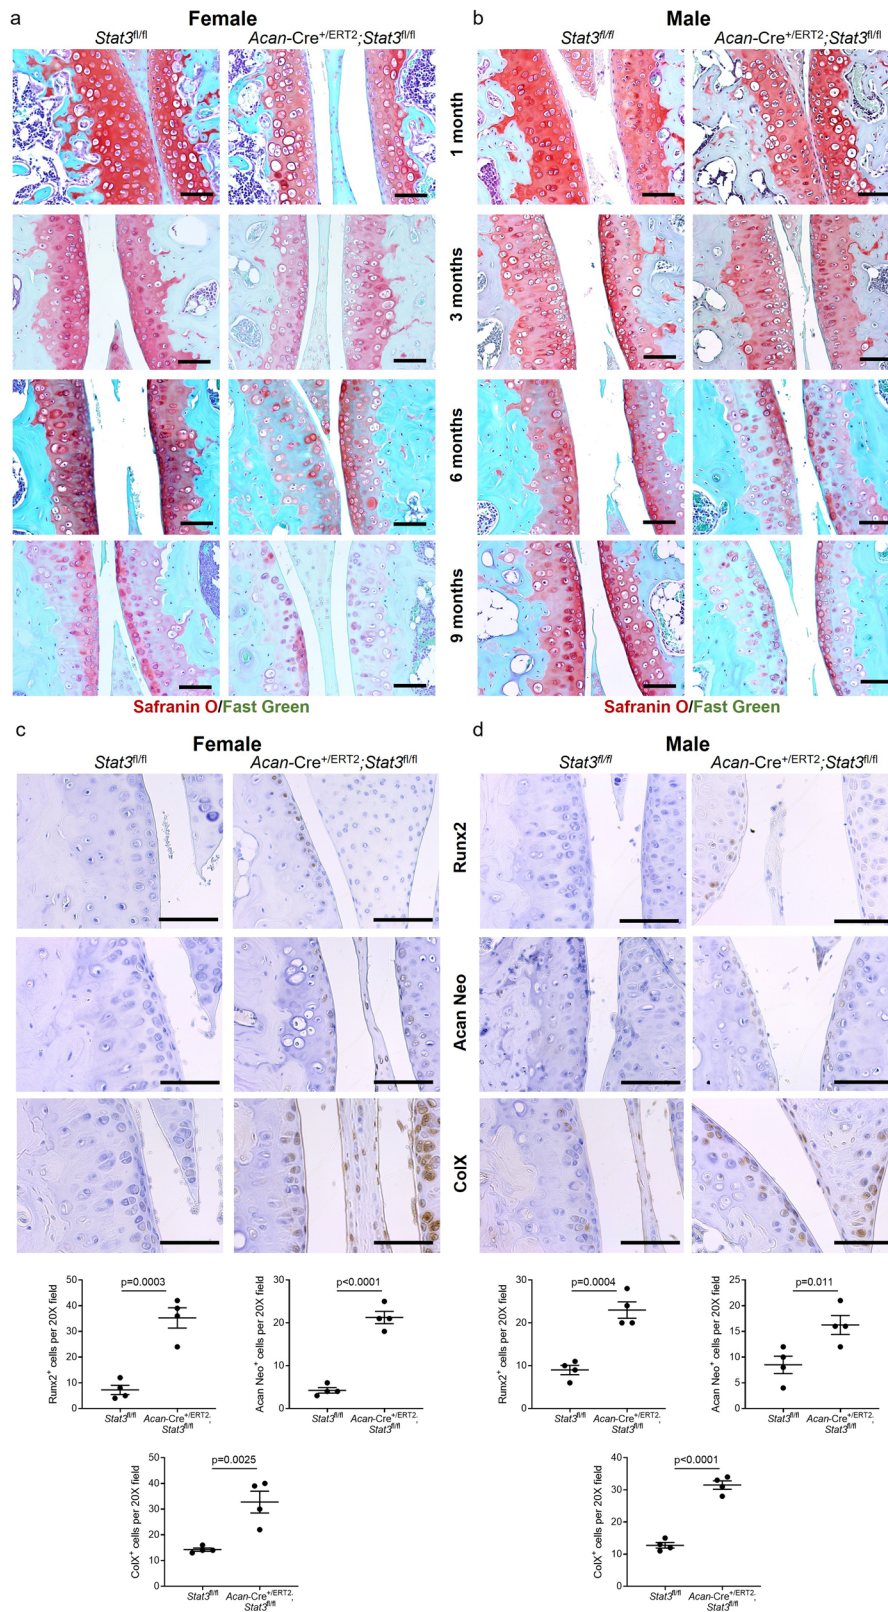 a
Female
b
Male
Stat3fl/fl
Acan-Cre+/ERT2;Stat3fl/fl
Stat3fl/fl
Acan-Cre+/ERT2;Stat3fl/fl
1 month
3 months
6 months
9 months
Safranin O/Fast Green
Safranin O/Fast Green
c
Female
d
Male
Stat3fl/fl
Acan-Cre+/ERT2;Stat3fl/fl
Stat3fl/fl
Acan-Cre+/ERT2;Stat3fl/fl
Runx2
Acan Neo
ColX
Runx2+ cells per 20X field
50
40
30
20
10
0
p=0.0003
Stat3fl/fl
Acan-Cre+/ERT2;
Stat3fl/fl
Acan Neo+ cells per 20X field
30
20
10
0
p<0.0001
Stat3fl/fl
Acan-Cre+/ERT2;
Stat3fl/fl
Runx2+ cells per 20X field
30
20
10
0
p=0.0004
Stat3fl/fl
Acan-Cre+/ERT2;
Stat3fl/fl
Acan Neo+ cells per 20X field
25
20
15
10
5
0
p=0.011
Stat3fl/fl
Acan-Cre+/ERT2;
Stat3fl/fl
ColX+ cells per 20X field
50
40
30
20
10
0
p=0.0025
Stat3fl/fl
Acan-Cre+/ERT2;
Stat3fl/fl
ColX+ cells per 20X field
40
30
20
10
0
p<0.0001
Stat3fl/fl
Acan-Cre+/ERT2;
Stat3fl/fl